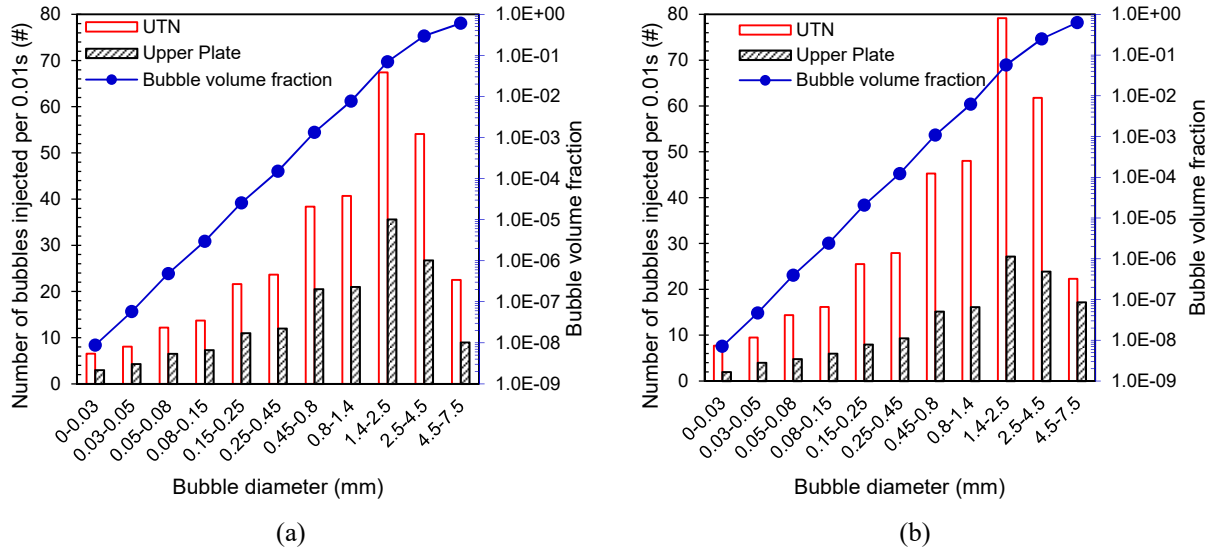 Number of bubbles injected per 0.01s (#)
80
70
60
50
40
30
20
10
0
UTN
Upper Plate
Bubble volume fraction
1.0E+00
1.0E-01
1.0E-02
1.0E-03
1.0E-04
1.0E-05
1.0E-06
1.0E-07
1.0E-08
1.0E-09
Bubble volume fraction
0-0.03
0.03-0.05
0.05-0.08
0.08-0.15
0.15-0.25
0.25-0.45
0.45-0.8
0.8-1.4
1.4-2.5
2.5-4.5
4.5-7.5
Bubble diameter (mm)
(a)
Number of bubbles injected per 0.01s (#)
80
70
60
50
40
30
20
10
0
UTN
Upper Plate
Bubble volume fraction
1.0E+00
1.0E-01
1.0E-02
1.0E-03
1.0E-04
1.0E-05
1.0E-06
1.0E-07
1.0E-08
1.0E-09
Bubble volume fraction
0-0.03
0.03-0.05
0.05-0.08
0.08-0.15
0.15-0.25
0.25-0.45
0.45-0.8
0.8-1.4
1.4-2.5
2.5-4.5
4.5-7.5
Bubble diameter (mm)
(b)